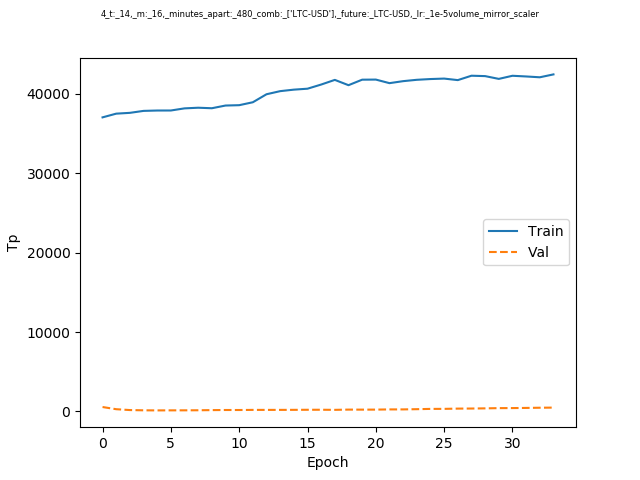 4_t:_14,_m:_16,_minutes_apart:_480_comb:_['LTC-USD'],_future:_LTC-USD,_lr:_1e-5volume_mirror_scaler
40000
30000
20000
10000
0
Tp
Train
Val
0 5 10 15 20 25 30
Epoch